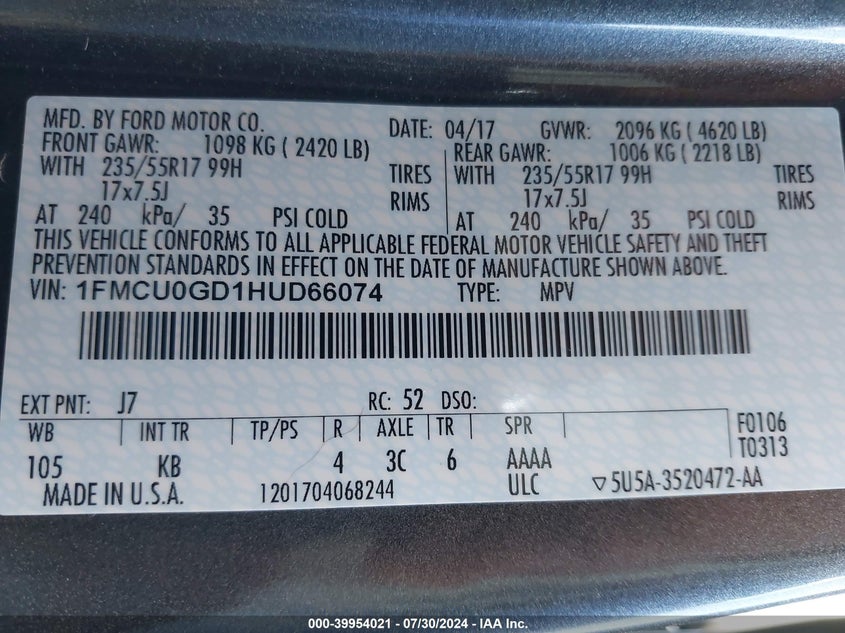 MFD. BY FORD MOTOR CO. DATE: 04/17 GVWR: 2096 KG ( 4620 LB)
FRONT GAWR: 1098 KG ( 2420 LB) REAR GAWR: 1006 KG ( 2218 LB)
WITH 235/55R17 99H TIRES WITH 235/55R17 99H TIRES
17x7.5J RIMS 17x7.5J RIMS
AT 240 kPa/ 35 PSI COLD AT 240 kPa/ 35 PSI COLD
THIS VEHICLE CONFORMS TO ALL APPLICABLE FEDERAL MOTOR VEHICLE SAFETY AND THEFT
PREVENTION STANDARDS IN EFFECT ON THE DATE OF MANUFACTURE SHOWN ABOVE.
VIN: 1FMCU0GD1HUD66074 TYPE: MPV
EXT PNT: J7 RC: 52 DSO:
WB INT TR TP/PS R AXLE TR SPR F0106
105 KB 4 3C 6 AAAA T0313
MADE IN U.S.A. 1201704068244 ULC ▽5U5A-3520472-AA
000-39954021 - 07/30/2024 - IAA Inc.